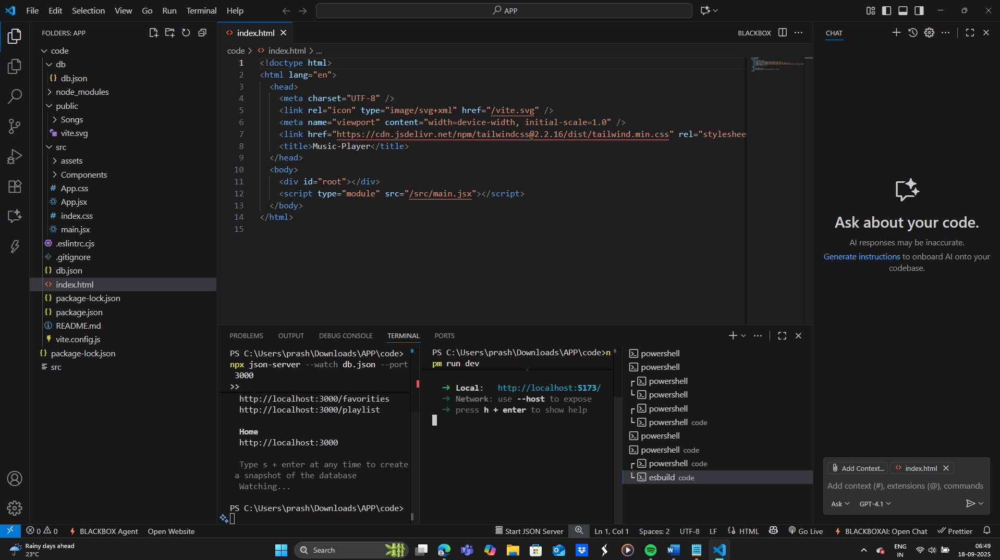 File Edit Selection View Go Run Terminal Help
APP
FOLDERS: APP
code
db
db.json
node_modules
public
Songs
vite.svg
src
assets
Components
App.css
App.jsx
index.css
main.jsx
.eslintrc.cjs
.gitignore
db.json
index.html
package-lock.json
package.json
README.md
vite.config.js
package-lock.json
src
index.html
BLACKBOX
code > index.html > ...
1 <!doctype html>
2 <html lang="en">
3 <head>
4 <meta charset="UTF-8" />
5 <link rel="icon" type="image/svg+xml" href="/vite.svg" />
6 <meta name="viewport" content="width=device-width, initial-scale=1.0" />
7 <link href="https://cdn.jsdelivr.net/npm/tailwindcss@2.2.16/dist/tailwind.min.css" rel="styleshee
8 <title>Music-Player</title>
9 </head>
10 <body>
11 <div id="root"></div>
12 <script type="module" src="/src/main.jsx"></script>
13 </body>
14 </html>
15
PROBLEMS OUTPUT DEBUG CONSOLE TERMINAL PORTS
PS C:\Users\prash\Downloads\APP\code>
npx json-server --watch db.json --port
3000
>>
http://localhost:3000/favorities
http://localhost:3000/playlist
Home
http://localhost:3000
Type s + enter at any time to create
a snapshot of the database
Watching...
PS C:\Users\prash\Downloads\APP\code>
PS C:\Users\prash\Downloads\APP\code>n
pm run dev
➜ Local: http://localhost:5173/
➜ Network: use --host to expose
➜ press h + enter to show help
powershell
powershell
powershell
powershell
powershell
powershell code
powershell
powershell code
powershell code
esbuild code
CHAT
Ask about your code.
AI responses may be inaccurate.
Generate instructions to onboard AI onto your
codebase.
Add Context... index.html
Add context (#), extensions (@), commands
Ask GPT-4.1
0 0 BLACKBOX Agent Open Website
Start JSON Server Ln 1, Col 1 Spaces: 2 UTF-8 LF HTML Go Live BLACKBOXAI: Open Chat Prettier
Rainy days ahead
23°C
Search
ENG
IN
06:49
18-09-2025